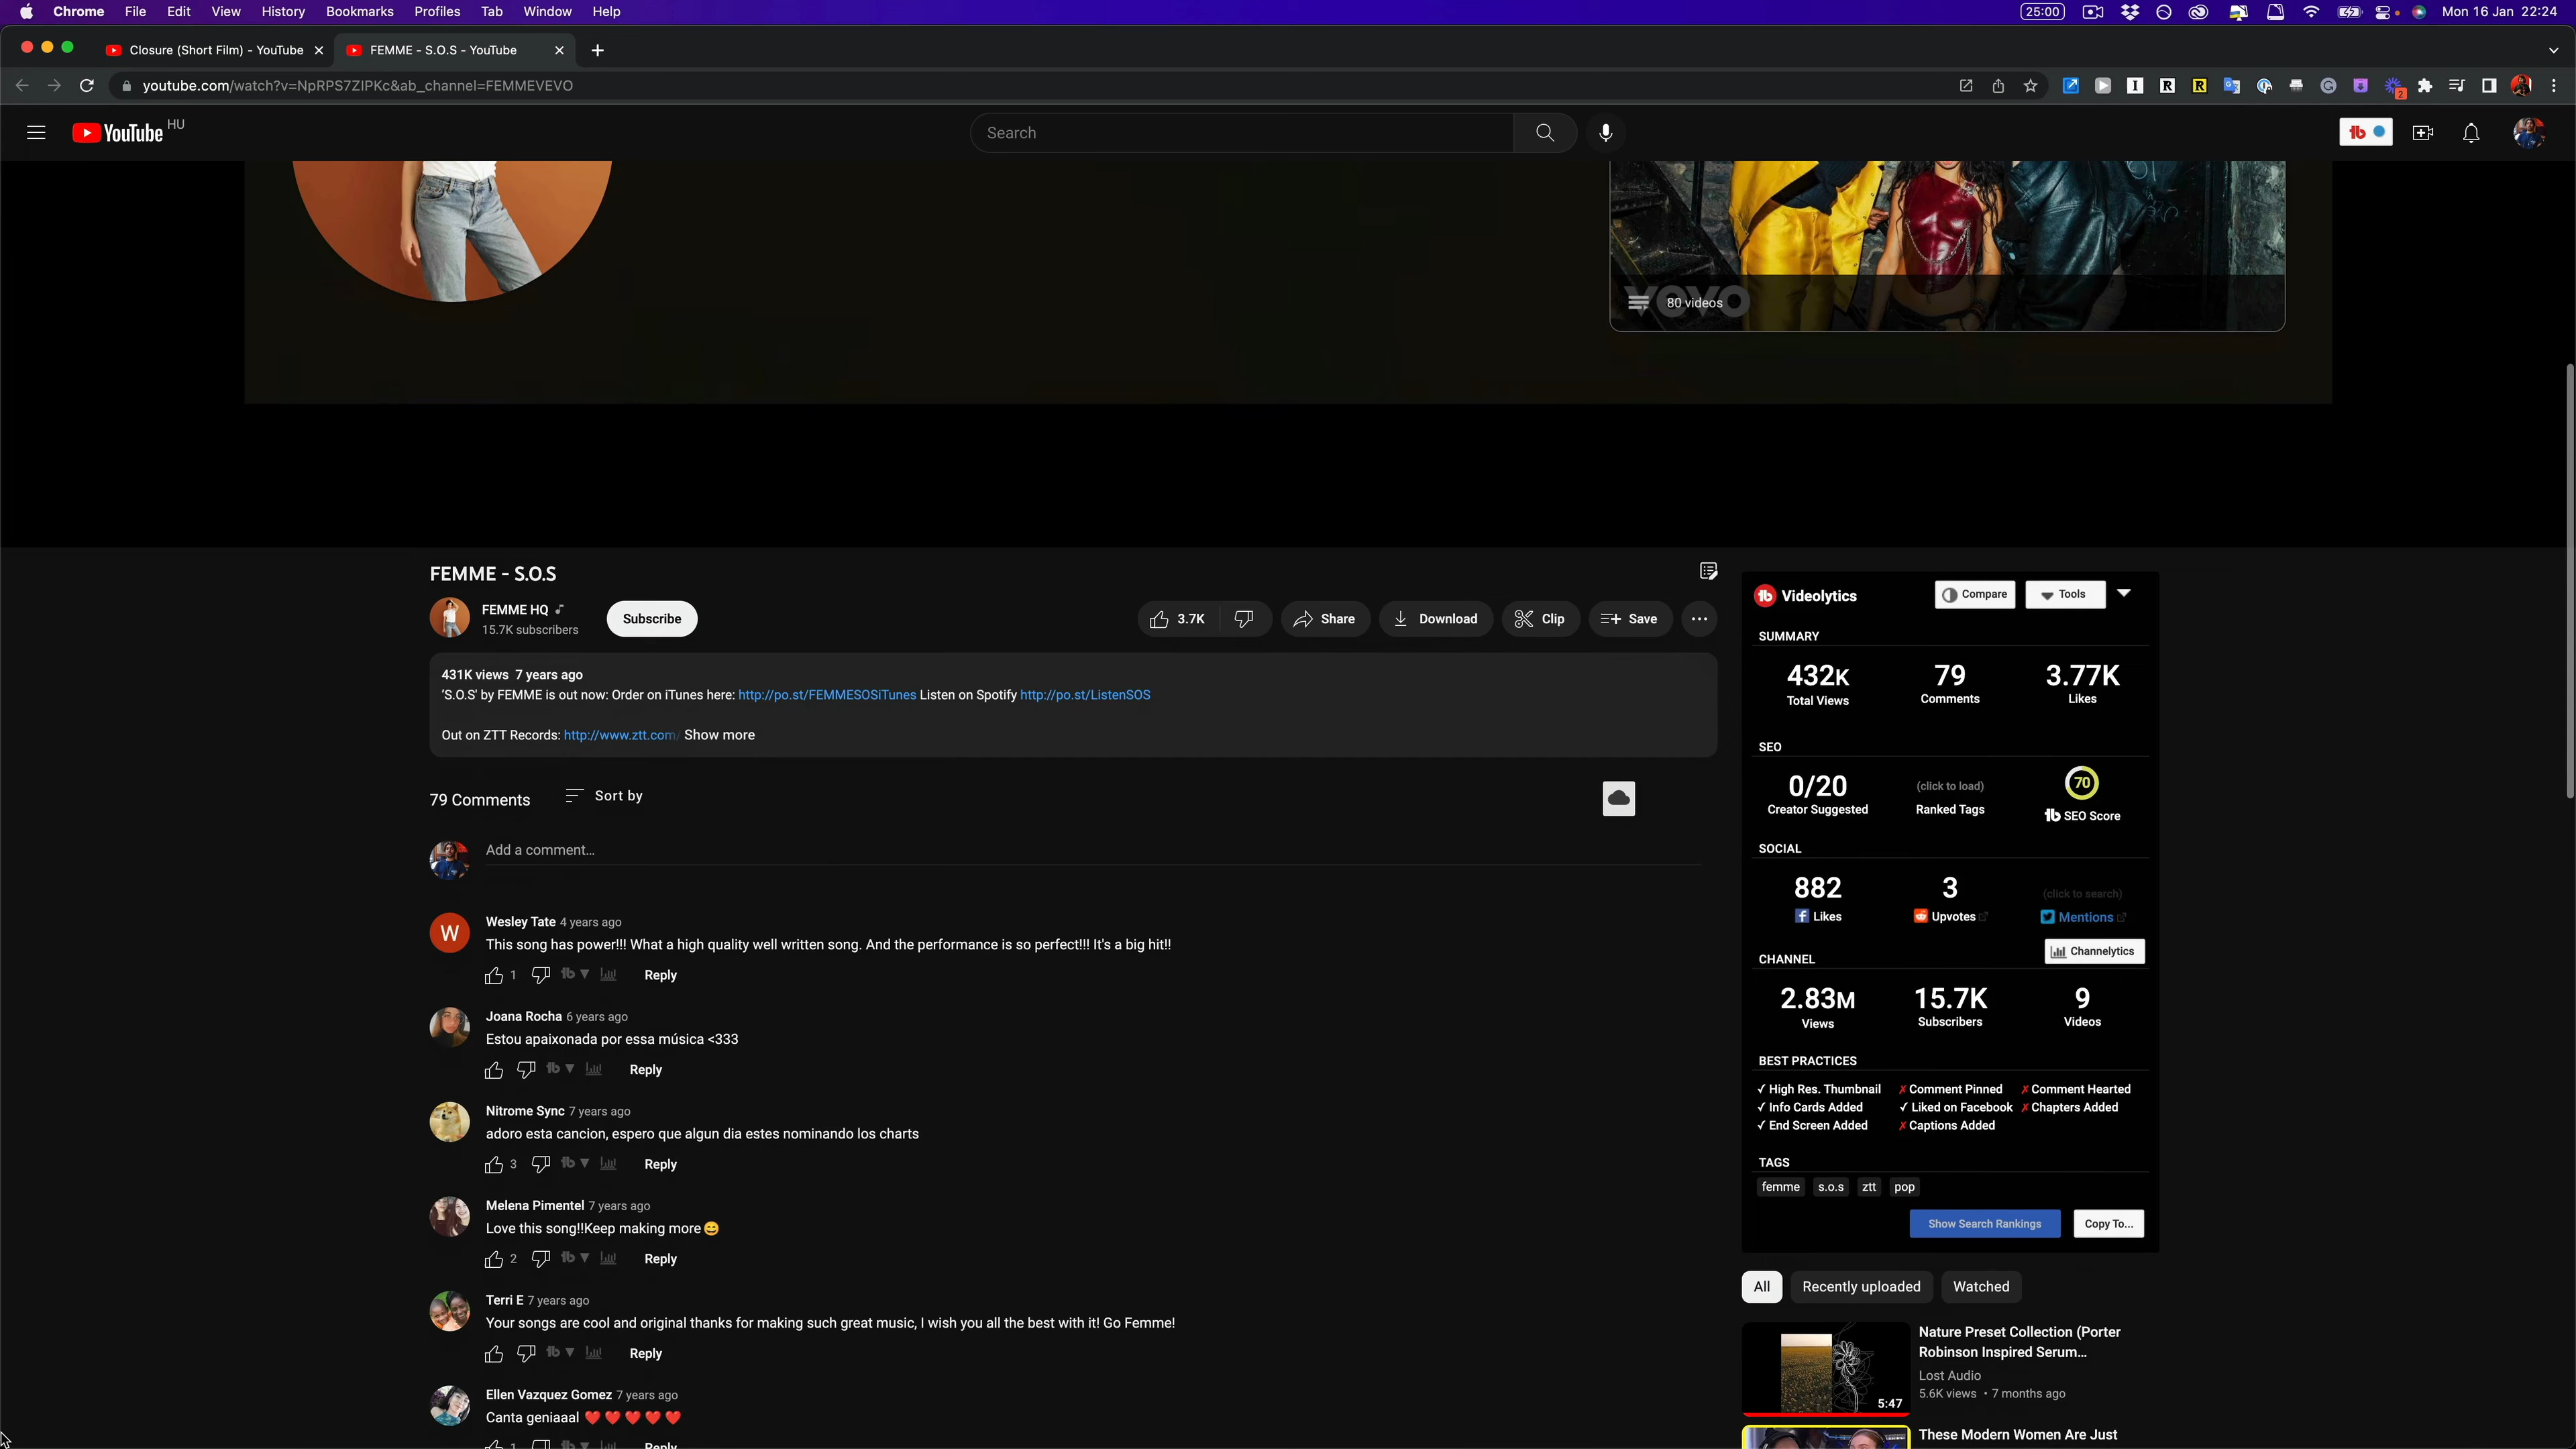 Chrome File Edit View History Bookmarks Profiles Tab Window Help 25:00 Mon 16 Jan 22:24
Closure (Short Film) - YouTube FEMME - S.O.S - YouTube
youtube.com/watch?v=NpRPS7ZIPKc&ab_channel=FEMMEVEVO
YouTube HU Search
80 videos
FEMME - S.O.S
FEMME HQ
15.7K subscribers
Subscribe
3.7K Share Download Clip Save
431K views 7 years ago
'S.O.S' by FEMME is out now: Order on iTunes here: http://po.st/FEMMESOSiTunes Listen on Spotify http://po.st/ListenSOS
Out on ZTT Records: http://www.ztt.com/ Show more
79 Comments Sort by
Add a comment...
Wesley Tate 4 years ago
W
This song has power!!! What a high quality well written song. And the performance is so perfect!!! It's a big hit!!
1 Reply
Joana Rocha 6 years ago
Estou apaixonada por essa música <333
Reply
Nitrome Sync 7 years ago
adoro esta cancion, espero que algun dia estes nominando los charts
3 Reply
Melena Pimentel 7 years ago
Love this song!!Keep making more😄
2 Reply
Terri E 7 years ago
Your songs are cool and original thanks for making such great music, I wish you all the best with it! Go Femme!
Reply
Ellen Vazquez Gomez 7 years ago
Canta geniaaal ❤️ ❤️ ❤️ ❤️ ❤️
1 Reply
Videolytics Compare Tools
SUMMARY
432K 79 3.77K
Total Views Comments Likes
SEO
0/20 (click to load) 70
Creator Suggested Ranked Tags SEO Score
SOCIAL
882 3 (click to search)
Likes Upvotes Mentions
Channelytics
CHANNEL
2.83M 15.7K 9
Views Subscribers Videos
BEST PRACTICES
✓ High Res. Thumbnail ✗ Comment Pinned ✗ Comment Hearted
✓ Info Cards Added ✓ Liked on Facebook ✗ Chapters Added
✓ End Screen Added ✗ Captions Added
TAGS
femme s.o.s ztt pop
Show Search Rankings Copy To...
All Recently uploaded Watched
Nature Preset Collection (Porter
Robinson Inspired Serum...
Lost Audio
5.6K views • 7 months ago
5:47
These Modern Women Are Just